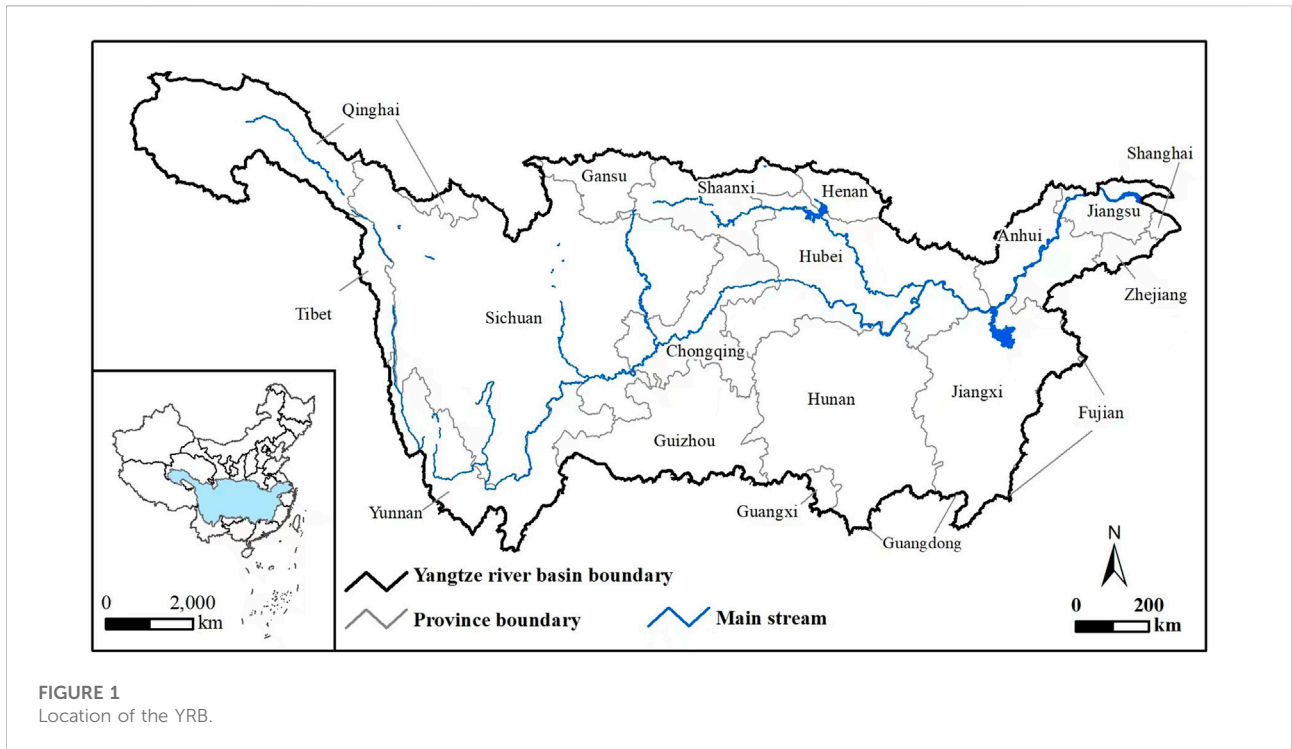 Qinghai
Shanghai
Gansu
Shaanxi
Henan
Jiangsu
Anhui
Hubei
Zhejiang
Tibet
Sichuan
Chongqing
Jiangxi
Hunan
Fujian
Guizhou
Yunnan
Guangxi
Guangdong
N
Yangtze river basin boundary
Province boundary
Main stream
0 2,000
km
0 200
km
FIGURE 1
Location of the YRB.